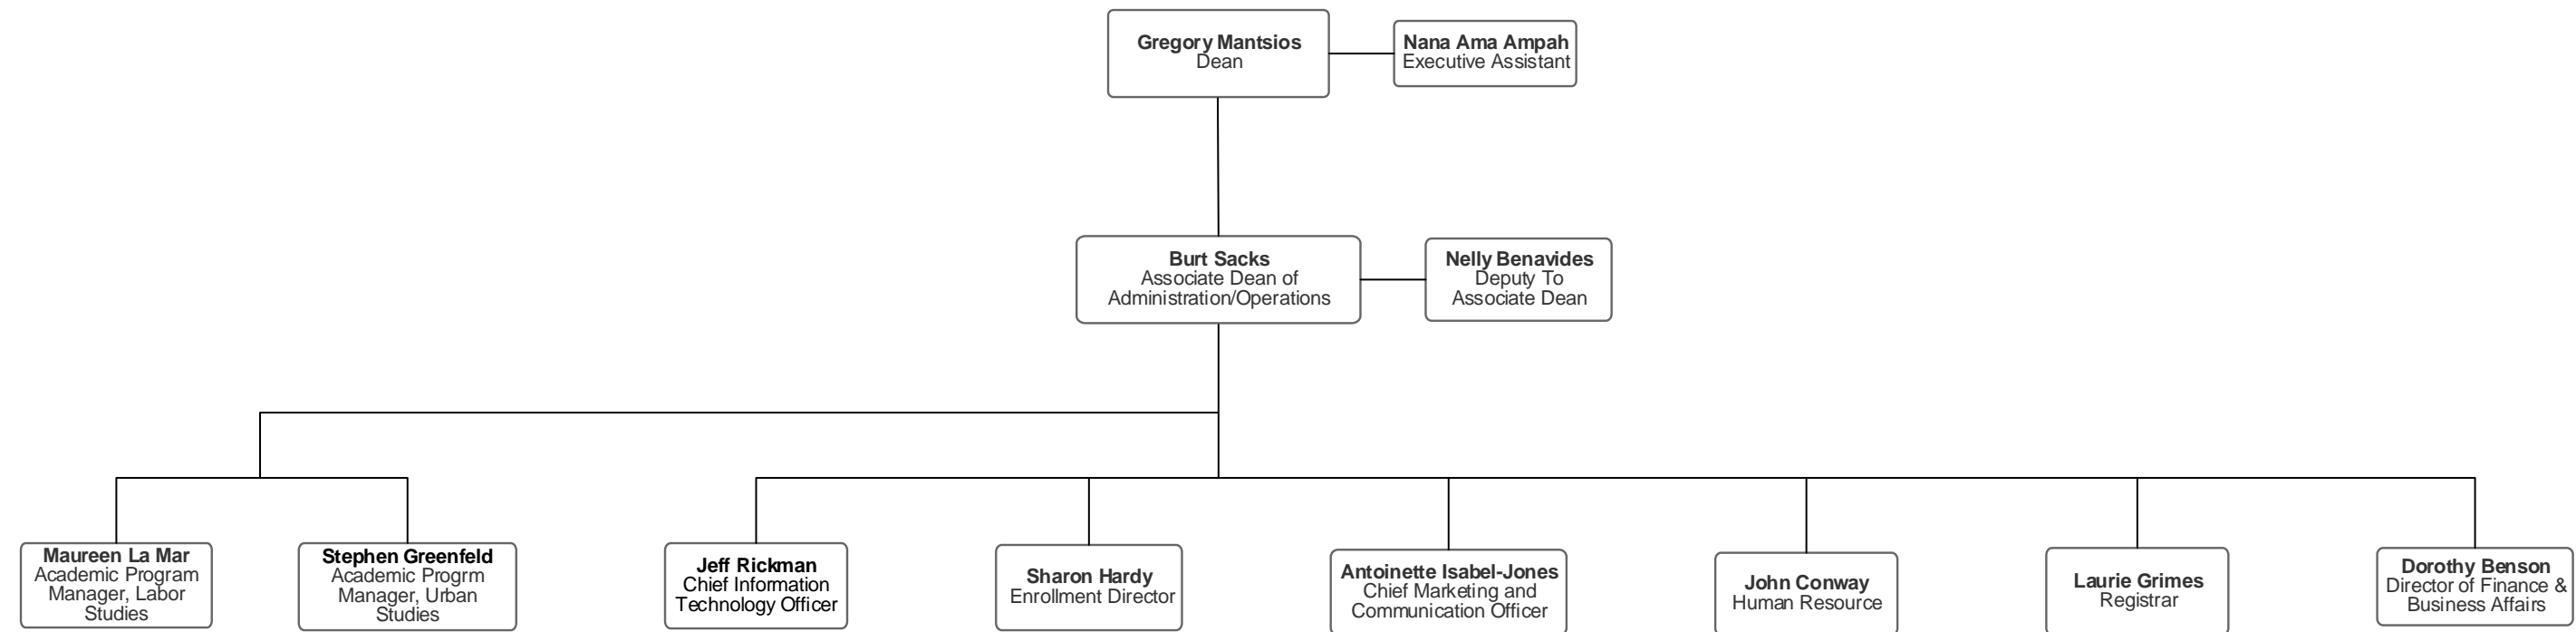 Gregory Mantsios
Dean
Nana Ama Ampah
Executive Assistant
Burt Sacks
Associate Dean of
Administration/Operations
Nelly Benavides
Deputy To
Associate Dean
Maureen La Mar
Academic Program
Manager, Labor
Studies
Stephen Greenfeld
Academic Progrm
Manager, Urban
Studies
Jeff Rickman
Chief Information
Technology Officer
Sharon Hardy
Enrollment Director
Antoinette Isabel-Jones
Chief Marketing and
Communication Officer
John Conway
Human Resource
Laurie Grimes
Registrar
Dorothy Benson
Director of Finance &
Business Affairs